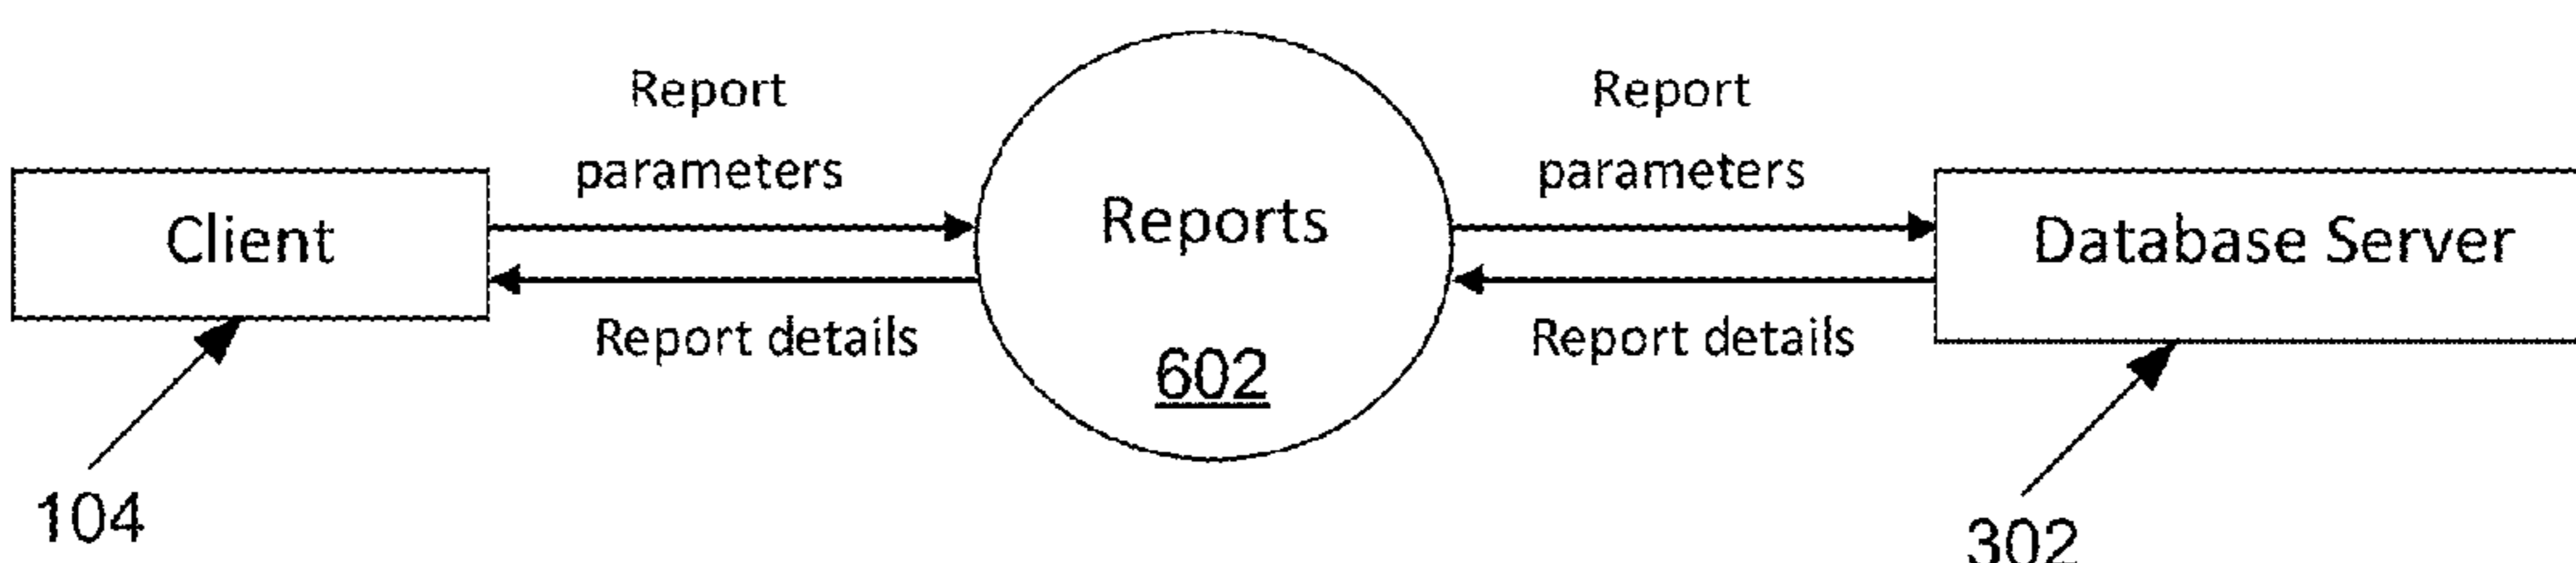 Report
parameters
Report
parameters
Client
Reports
Database Server
Report details
Report details
602
104
302